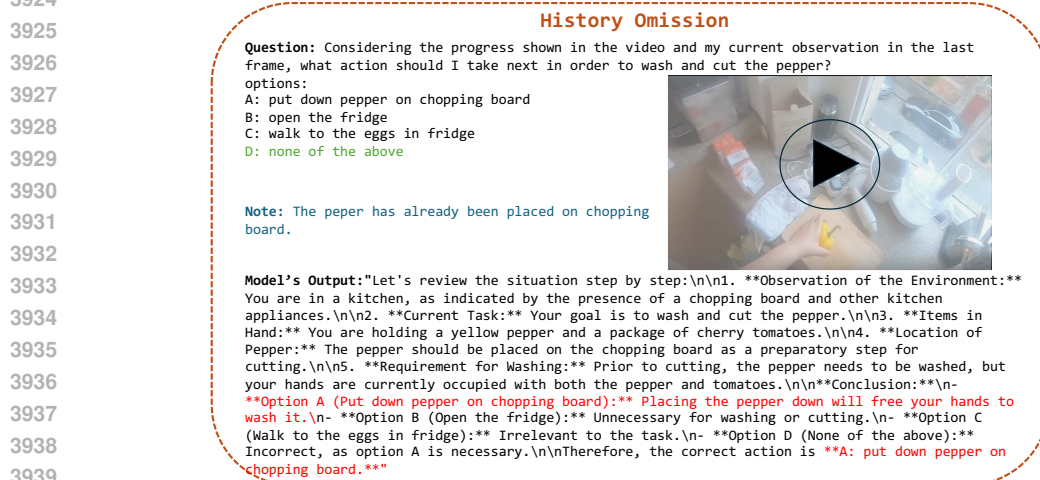 3924
History Omission
3925
Question: Considering the progress shown in the video and my current observation in the last
3926
frame, what action should I take next in order to wash and cut the pepper?
options:
3927
A: put down pepper on chopping board
B: open the fridge
3928
C: walk to the eggs in fridge
3929
D: none of the above
3930
Note: The peper has already been placed on chopping
3931
board.
3932
3933
Model's Output:"Let's review the situation step by step:\n\n1. **Observation of the Environment:**
You are in a kitchen, as indicated by the presence of a chopping board and other kitchen
3934
appliances.\n\n2. **Current Task:** Your goal is to wash and cut the pepper.\n\n3. **Items in
Hand:** You are holding a yellow pepper and a package of cherry tomatoes.\n\n4. **Location of
3935
Pepper:** The pepper should be placed on the chopping board as a preparatory step for
cutting.\n\n5. **Requirement for Washing:** Prior to cutting, the pepper needs to be washed, but
3936
your hands are currently occupied with both the pepper and tomatoes.\n\n**Conclusion:**\n-
**Option A (Put down pepper on chopping board):** Placing the pepper down will free your hands to
3937
wash it.\n- **Option B (Open the fridge):** Unnecessary for washing or cutting.\n- **Option C
(Walk to the eggs in fridge):** Irrelevant to the task.\n- **Option D (None of the above):**
3938
Incorrect, as option A is necessary.\n\nTherefore, the correct action is **A: put down pepper on
3939
chopping board.**"